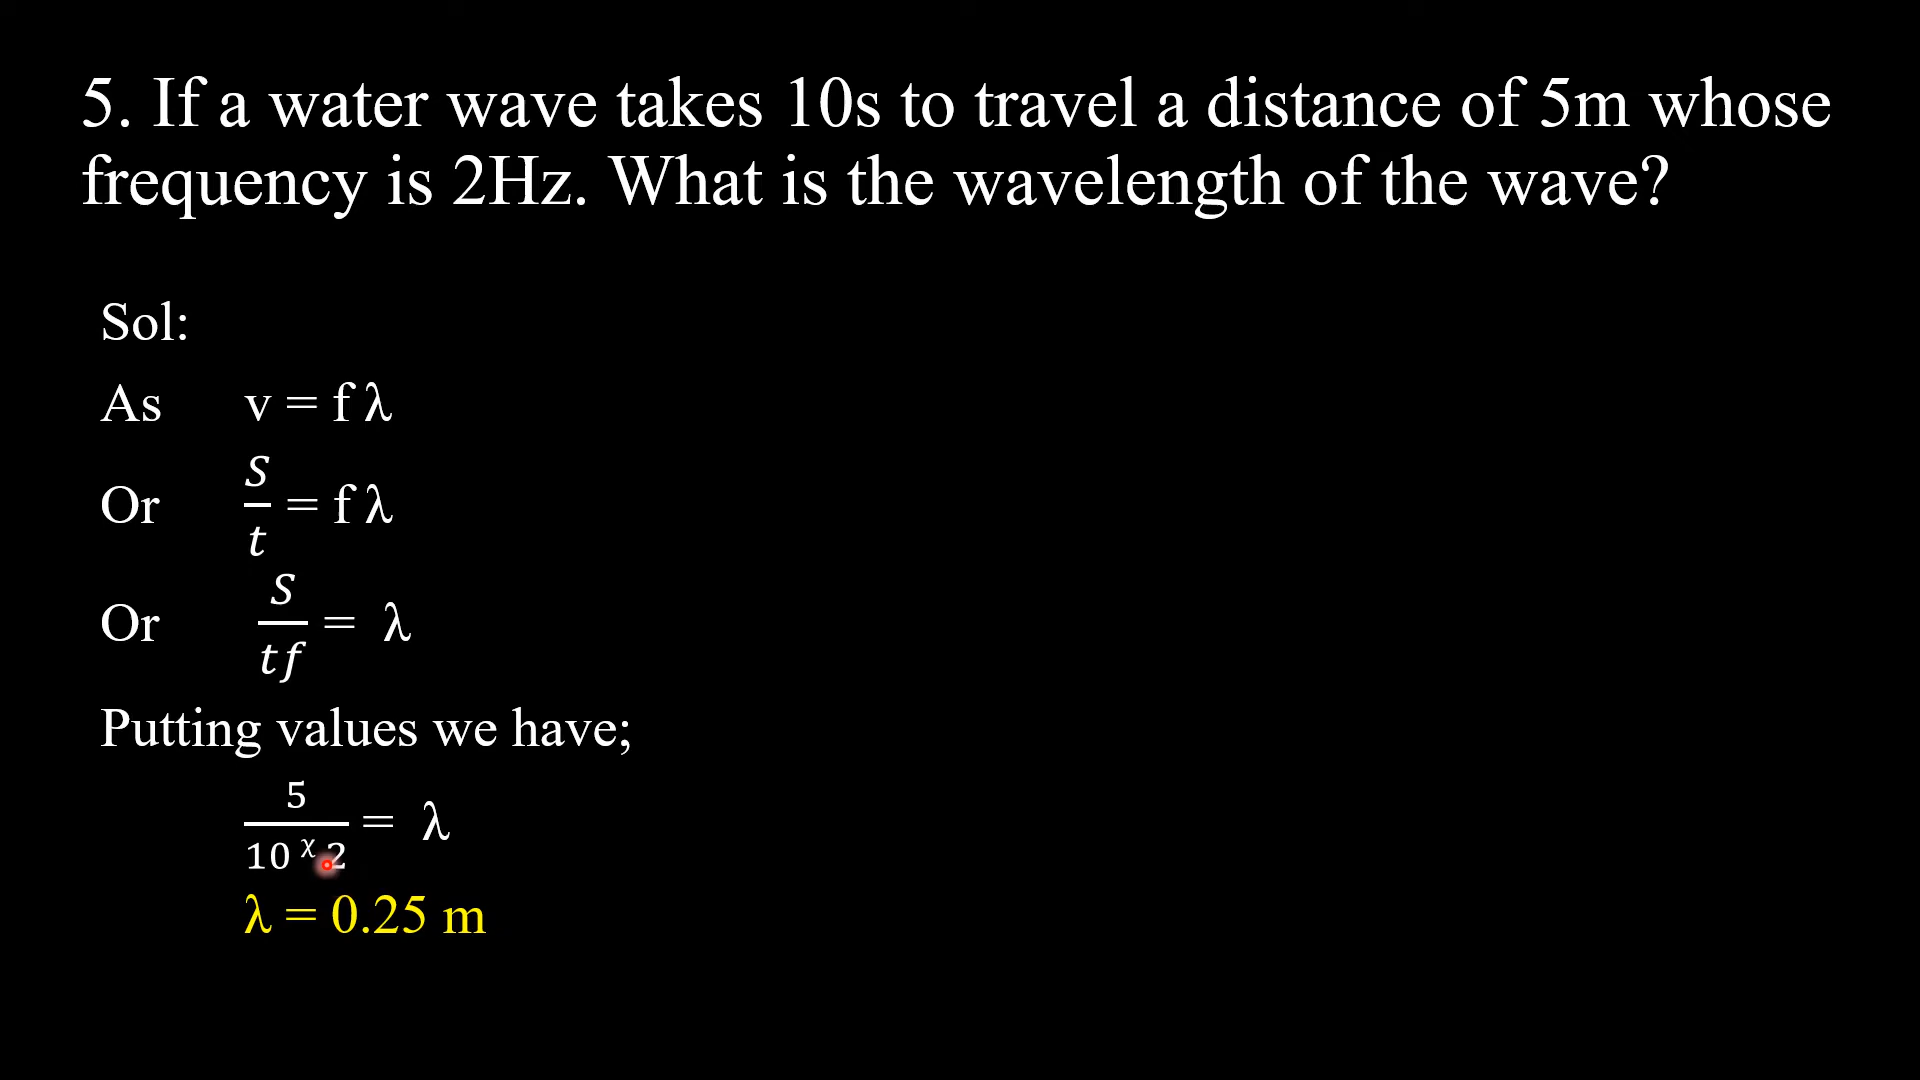 5. If a water wave takes 10s to travel a distance of 5m whose
frequency is 2Hz. What is the wavelength of the wave?
Sol:
As v = f λ
Or S/t = f λ
Or S/tf = λ
Putting values we have;
5/10 x 2 = λ
λ = 0.25 m